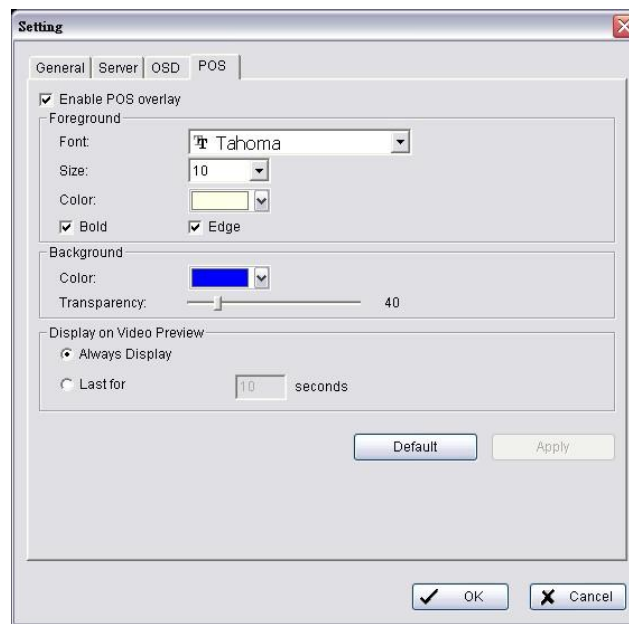 Setting
General Server OSD POS
Enable POS overlay
Foreground
Font: Tahoma
Size: 10
Color:
Bold Edge
Background
Color:
Transparency: 40
Display on Video Preview
Always Display
Last for 10 seconds
Default Apply
OK Cancel